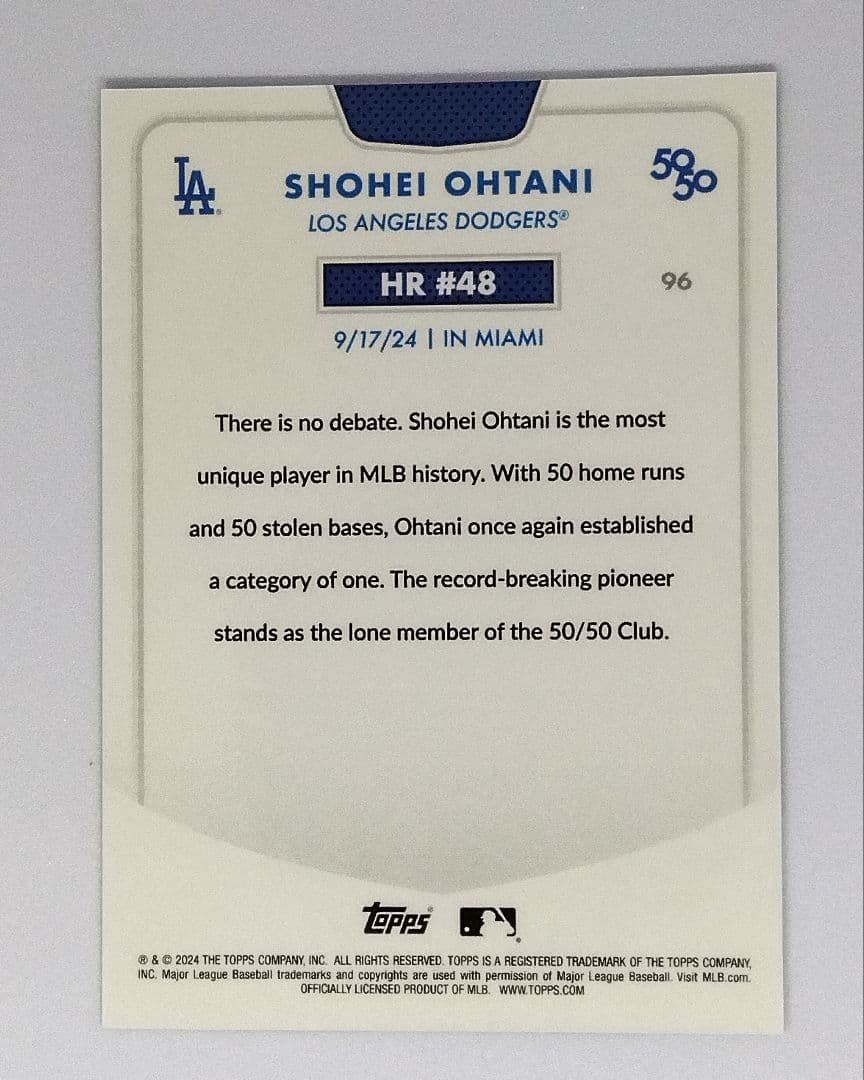 LA
SHOHEI OHTANI
50/50
LOS ANGELES DODGERS®
HR #48
96
9/17/24 | IN MIAMI
There is no debate. Shohei Ohtani is the most
unique player in MLB history. With 50 home runs
and 50 stolen bases, Ohtani once again established
a category of one. The record-breaking pioneer
stands as the lone member of the 50/50 Club.
Topps®
® & © 2024 THE TOPPS COMPANY, INC. ALL RIGHTS RESERVED. TOPPS IS A REGISTERED TRADEMARK OF THE TOPPS COMPANY,
INC. Major League Baseball trademarks and copyrights are used with permission of Major League Baseball. Visit MLB.com.
OFFICIALLY LICENSED PRODUCT OF MLB. WWW.TOPPS.COM